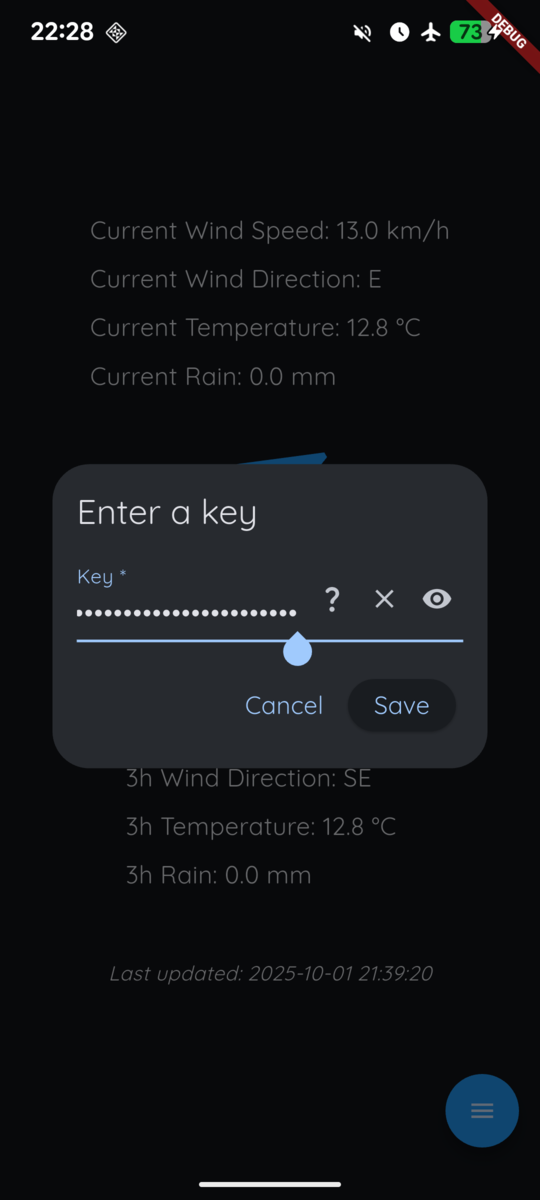 22:28
73
DEBUG
Current Wind Speed: 13.0 km/h
Current Wind Direction: E
Current Temperature: 12.8 °C
Current Rain: 0.0 mm
Enter a key
Key *
•••••••••••••••••••••••
?
Cancel
Save
3h Wind Direction: SE
3h Temperature: 12.8 °C
3h Rain: 0.0 mm
Last updated: 2025-10-01 21:39:20